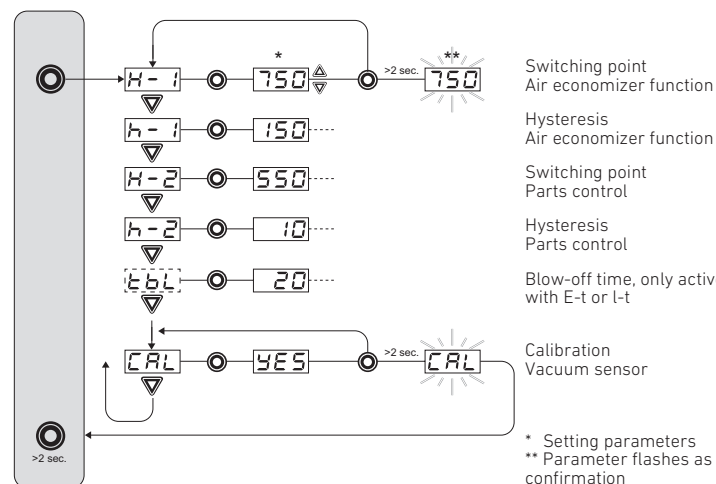 *
**
H-1
750
>2 sec.
750
Switching point
Air economizer function
h-1
150
Hysteresis
Air economizer function
H-2
550
Switching point
Parts control
h-2
10
Hysteresis
Parts control
tbL
20
Blow-off time, only activ
with E-t or l-t
CAL
YES
>2 sec.
CAL
Calibration
Vacuum sensor
>2 sec.
* Setting parameters
** Parameter flashes as
confirmation